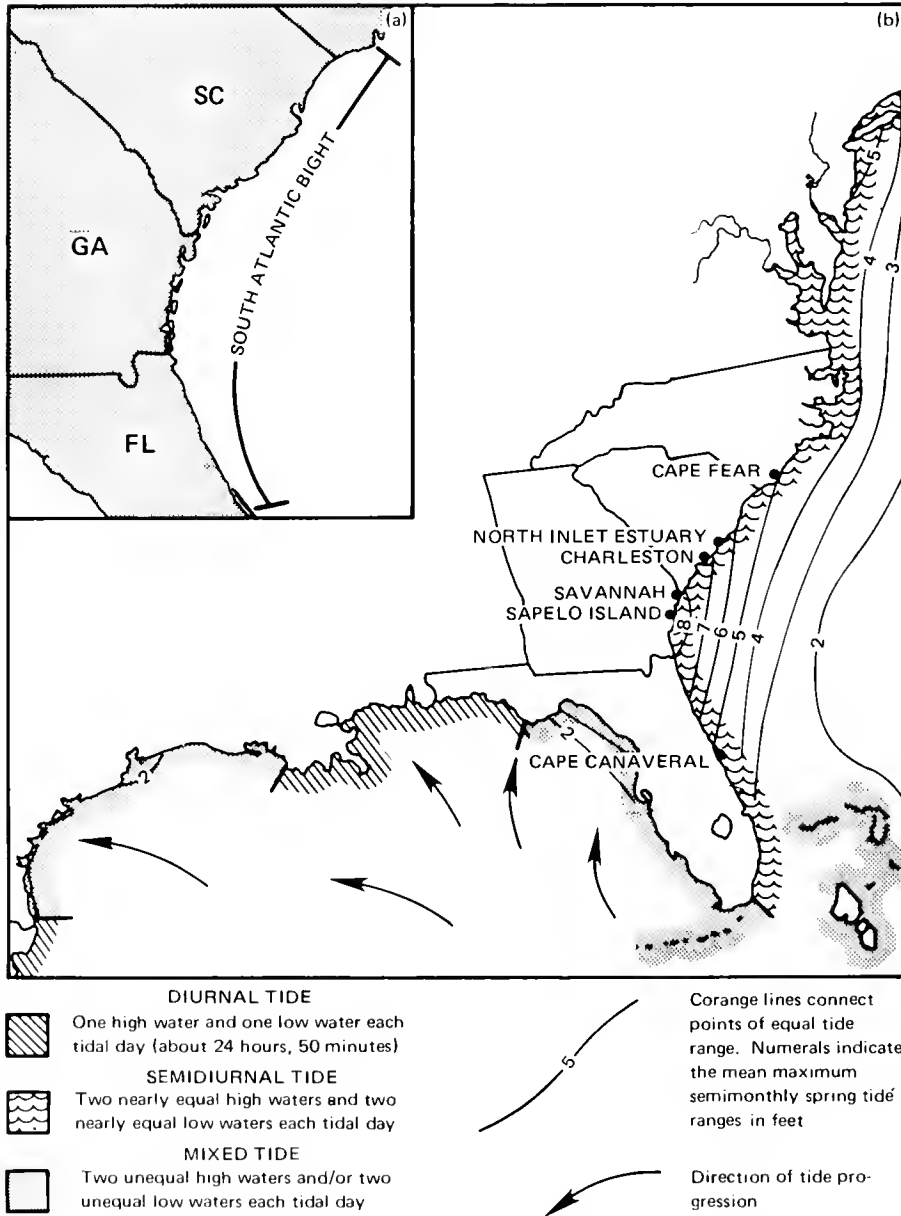 (a)
SC
GA
FL
SOUTH ATLANTIC BIGHT
(b)
5
4
3
CAPE FEAR
NORTH INLET ESTUARY
CHARLESTON
SAVANNAH
SAPELO ISLAND
8
7
6
5
4
2
2
CAPE CANAVERAL
2
DIURNAL TIDE
One high water and one low water each
tidal day (about 24 hours, 50 minutes)
SEMIDIURNAL TIDE
Two nearly equal high waters and two
nearly equal low waters each tidal day
MIXED TIDE
Two unequal high waters and/or two
unequal low waters each tidal day
5
Corange lines connect
points of equal tide
range. Numerals indicate
the mean maximum
semimonthly spring tide
ranges in feet
Direction of tide pro-
gression